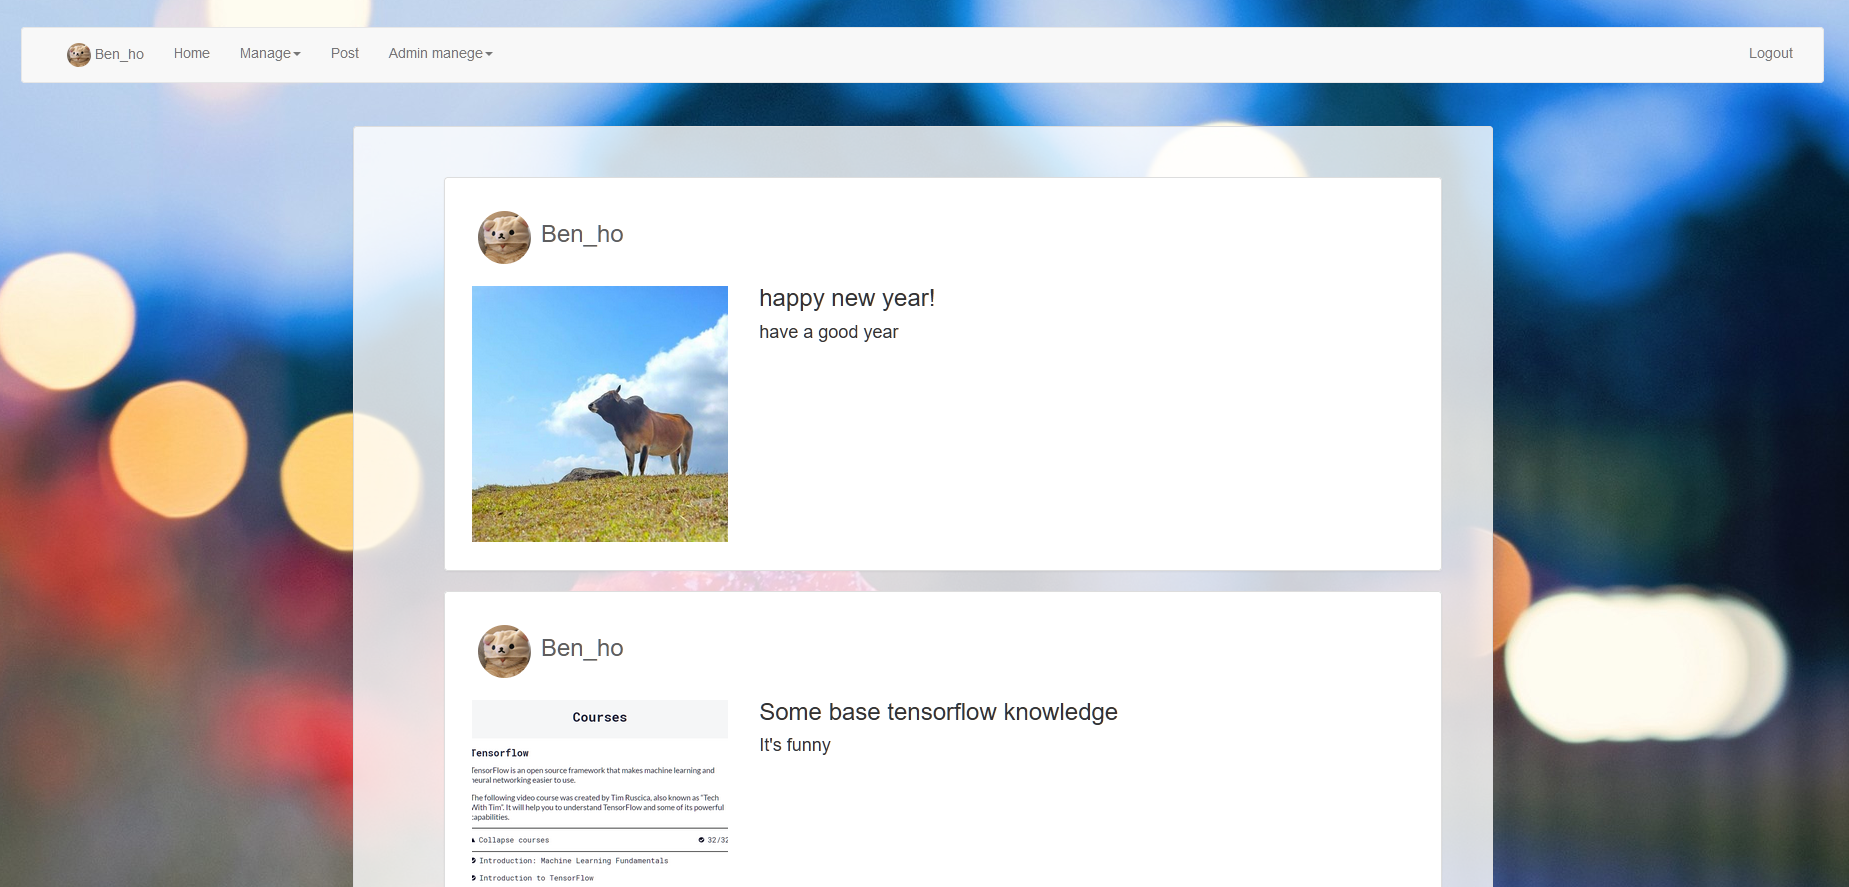 Ben_ho Home Manage Post Admin manege Logout
Ben_ho
happy new year!
have a good year
Ben_ho
Some base tensorflow knowledge
It's funny
Courses
Tensorflow
TensorFlow is an open source framework that makes machine learning and
neural networking easier to use.
The following video course was created by Tim Ruscica, also known as "Tech
With Tim". It will help you to understand TensorFlow and some of its powerful
capabilities.
Collapse courses 32/32
Introduction: Machine Learning Fundamentals
Introduction to TensorFlow